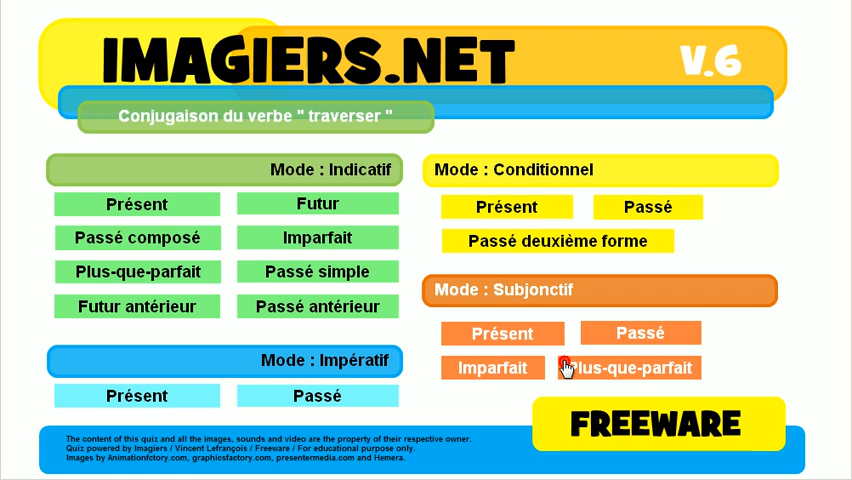 IMAGIERS.NET
V.6
Conjugaison du verbe " traverser "
Mode : Indicatif
Présent
Futur
Passé composé
Imparfait
Plus-que-parfait
Passé simple
Futur antérieur
Passé antérieur
Mode : Impératif
Présent
Passé
Mode : Conditionnel
Présent
Passé
Passé deuxième forme
Mode : Subjonctif
Présent
Passé
Imparfait
Plus-que-parfait
FREEWARE
The content of this quiz and all the images, sounds and video are the property of their respective owner.
Quiz powered by Imagiers / Vincent Lefrançois / Freeware / For educational purpose only.
Images by Animationfctory.com, graphicsfactory.com, presentermedia.com and Hemera.